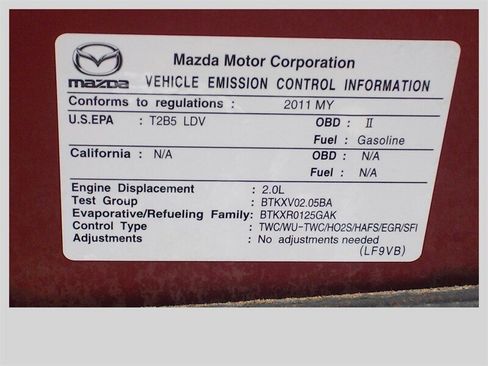 Mazda Motor Corporation
mazda VEHICLE EMISSION CONTROL INFORMATION
Conforms to regulations : 2011 MY
U.S.EPA : T2B5 LDV OBD : II
Fuel : Gasoline
California : N/A OBD : N/A
Fuel : N/A
Engine Displacement : 2.0L
Test Group : BTKXV02.05BA
Evaporative/Refueling Family: BTKXR0125GAK
Control Type : TWC/WU-TWC/HO2S/HAFS/EGR/SFI
Adjustments : No adjustments needed
(LF9VB)